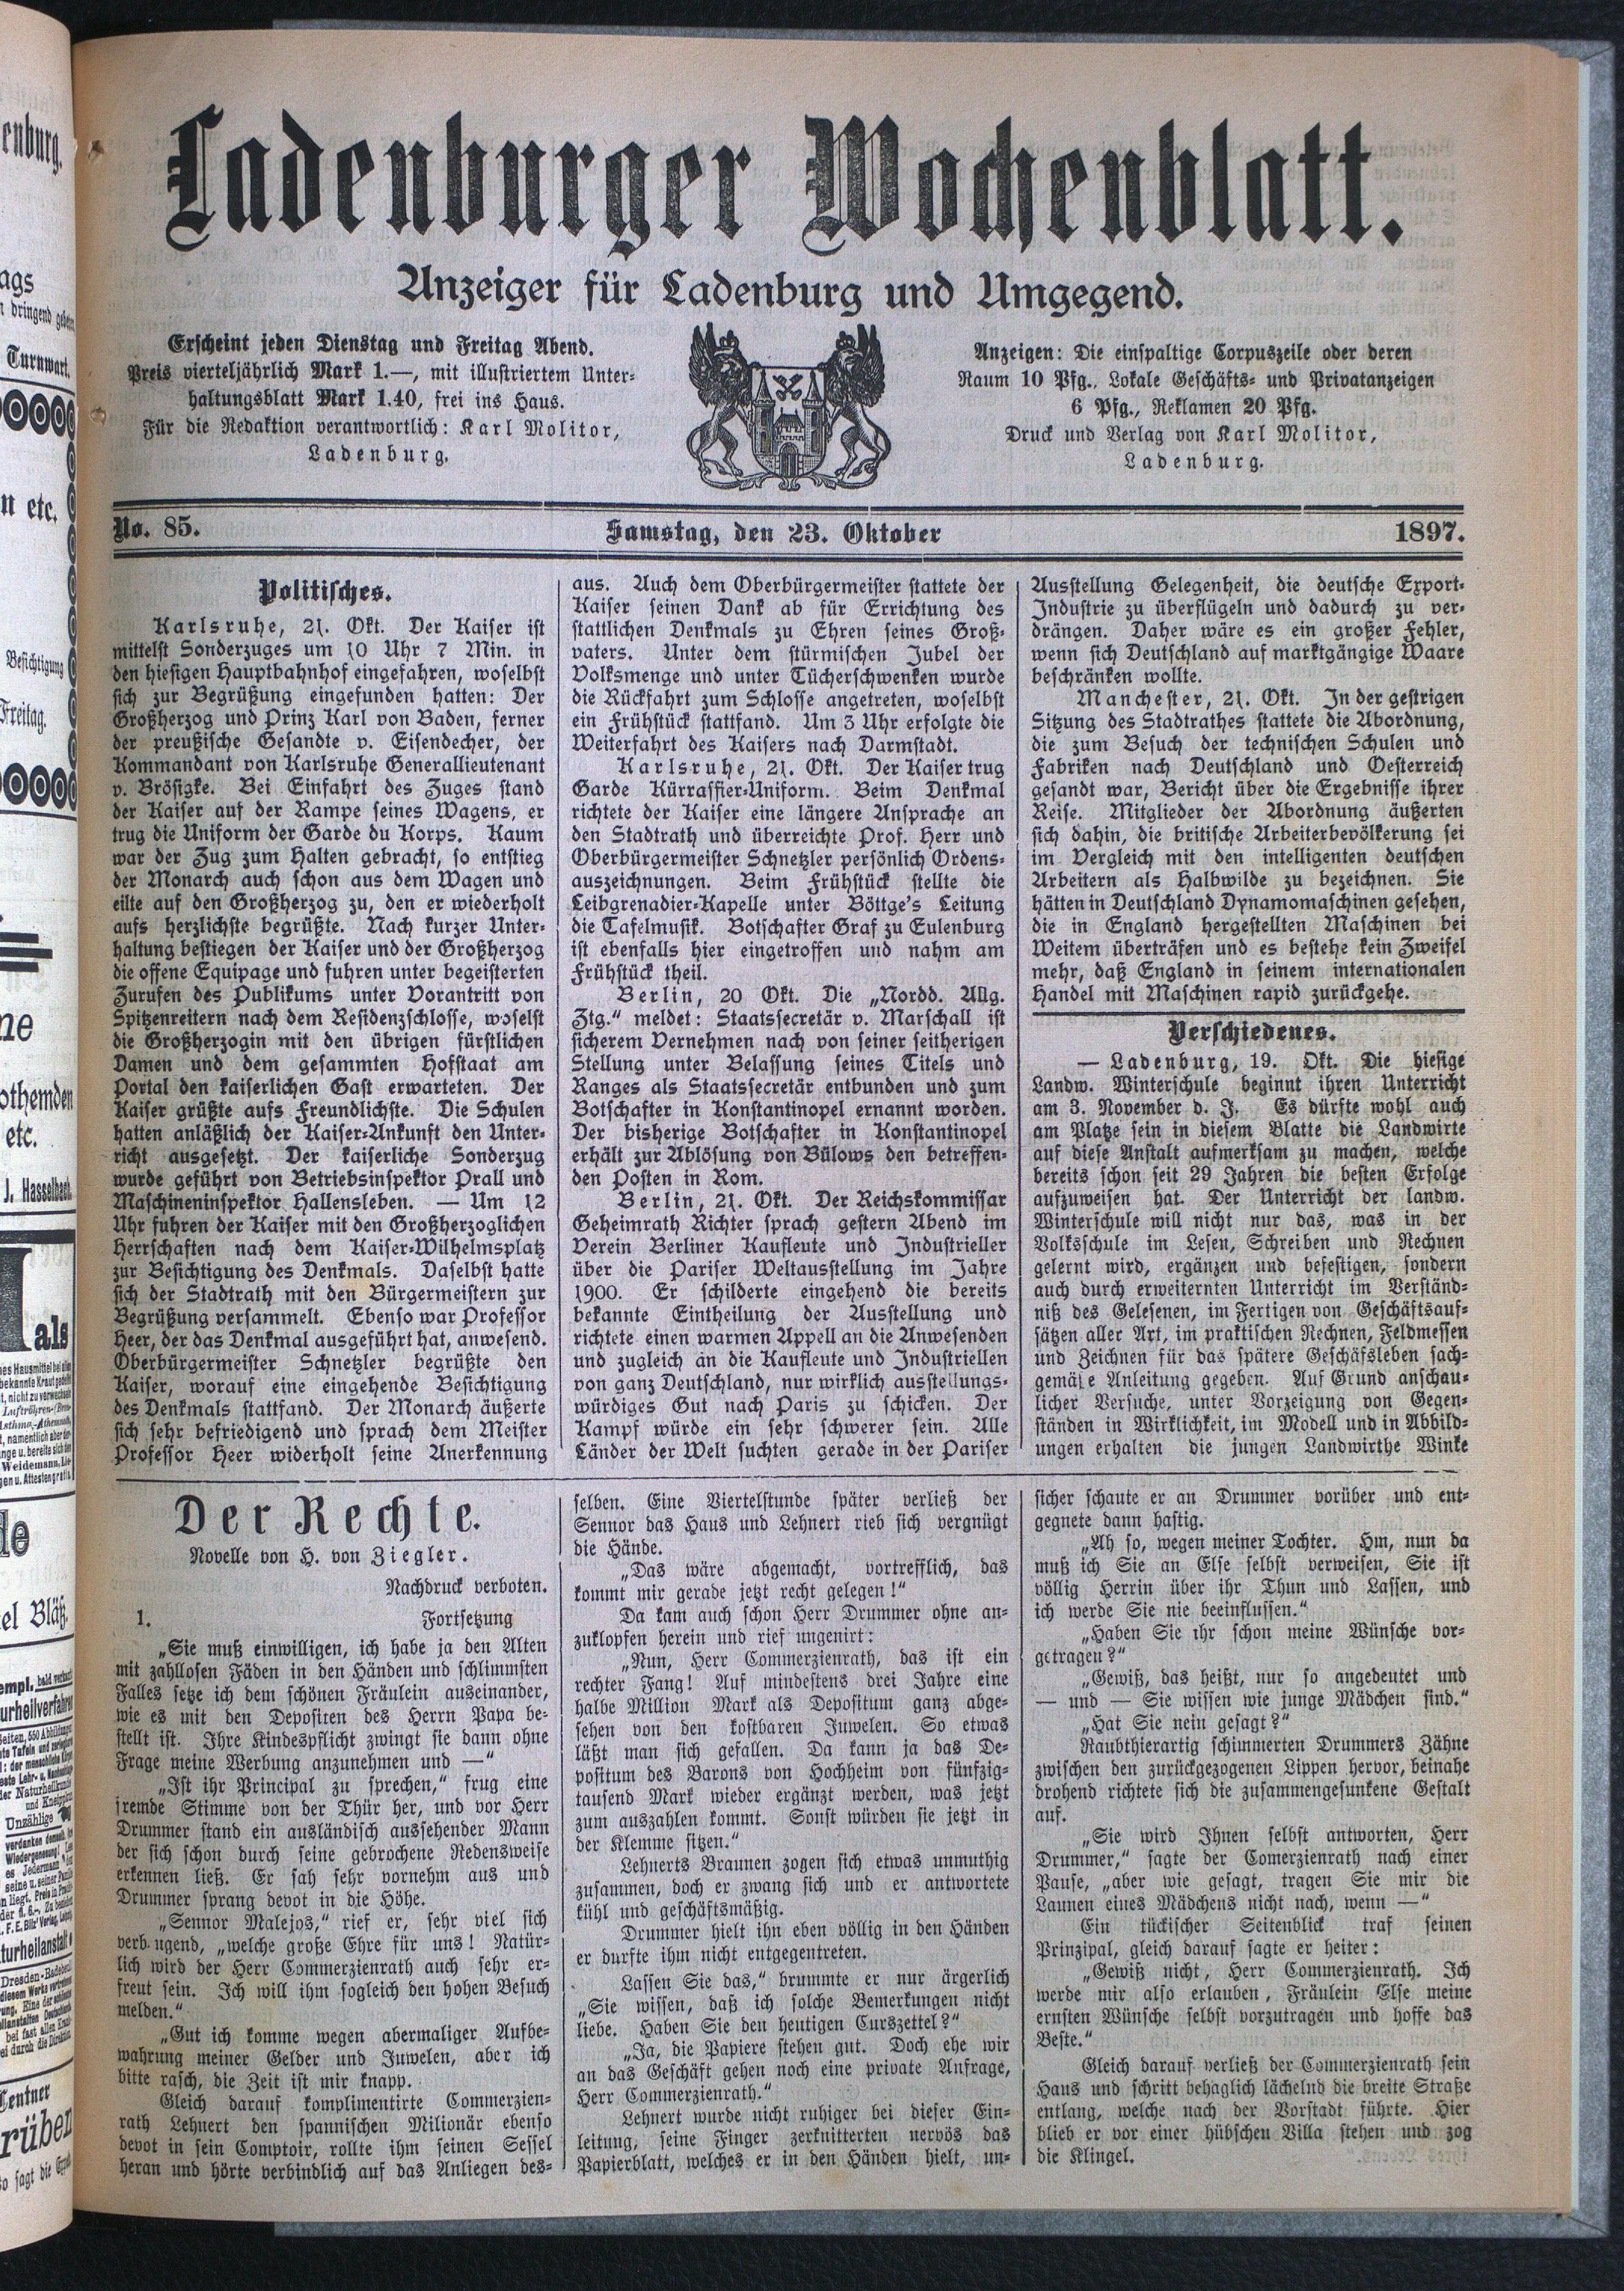 Ladenburger Wochenblatt.
Anzeiger für Ladenburg und Umgegend.
Erscheint jeden Dienstag und Freitag Abend.
Preis vierteljährlich Mark 1.—, mit illustriertem Unter-
haltungsblatt Mark 1.40, frei ins Haus.
Für die Redaktion verantwortlich: Karl Molitor,
Ladenburg.
Anzeigen: Die einspaltige Corpuszeile oder deren
Raum 10 Pfg., Lokale Geschäfts- und Privatanzeigen
6 Pfg., Reklamen 20 Pfg.
Druck und Verlag von Karl Molitor,
Ladenburg.
No. 85.
Samstag, den 23. Oktober
1897.
Politisches.
Karlsruhe, 21. Okt. Der Kaiser ist
mittelst Sonderzuges um 10 Uhr 7 Min. in
den hiesigen Hauptbahnhof eingefahren, woselbst
sich zur Begrüßung eingefunden hatten: Der
Großherzog und Prinz Karl von Baden, ferner
der preußische Gesandte v. Eisendecher, der
Kommandant von Karlsruhe Generallieutenant
v. Brösigke. Bei Einfahrt des Zuges stand
der Kaiser auf der Rampe seines Wagens, er
trug die Uniform der Garde du Korps. Kaum
war der Zug zum Halten gebracht, so entstieg
der Monarch auch schon aus dem Wagen und
eilte auf den Großherzog zu, den er wiederholt
aufs herzlichste begrüßte. Nach kurzer Unter-
haltung bestiegen der Kaiser und der Großherzog
die offene Equipage und fuhren unter begeisterten
Zurufen des Publikums unter Vorantritt von
Spitzenreitern nach dem Residenzschlosse, woselst
die Großherzogin mit den übrigen fürstlichen
Damen und dem gesammten Hofstaat am
Portal den kaiserlichen Gast erwarteten. Der
Kaiser grüßte aufs Freundlichste. Die Schulen
hatten anläßlich der Kaiser-Ankunft den Unter-
richt ausgesetzt. Der kaiserliche Sonderzug
wurde geführt von Betriebsinspektor Prall und
Maschineninspektor Hallensleben. — Um 12
Uhr fuhren der Kaiser mit den Großherzoglichen
Herrschaften nach dem Kaiser-Wilhelmsplatz
zur Besichtigung des Denkmals. Daselbst hatte
sich der Stadtrath mit den Bürgermeistern zur
Begrüßung versammelt. Ebenso war Professor
Heer, der das Denkmal ausgeführt hat, anwesend.
Oberbürgermeister Schnetzler begrüßte den
Kaiser, worauf eine eingehende Besichtigung
des Denkmals stattfand. Der Monarch äußerte
sich sehr befriedigend und sprach dem Meister
Professor Heer widerholt seine Anerkennung
aus. Auch dem Oberbürgermeister stattete der
Kaiser seinen Dank ab für Errichtung des
stattlichen Denkmals zu Ehren seines Groß-
vaters. Unter dem stürmischen Jubel der
Volksmenge und unter Tücherschwenken wurde
die Rückfahrt zum Schlosse angetreten, woselbst
ein Frühstück stattfand. Um 3 Uhr erfolgte die
Weiterfahrt des Kaisers nach Darmstadt.
Karlsruhe, 21. Okt. Der Kaiser trug
Garde Kürrassier-Uniform. Beim Denkmal
richtete der Kaiser eine längere Ansprache an
den Stadtrath und überreichte Prof. Herr und
Oberbürgermeister Schnetzler persönlich Ordens-
auszeichnungen. Beim Frühstück stellte die
Leibgrenadier-Kapelle unter Böttge's Leitung
die Tafelmusik. Botschafter Graf zu Eulenburg
ist ebenfalls hier eingetroffen und nahm am
Frühstück theil.
Berlin, 20 Okt. Die „Nordd. Allg.
Ztg.“ meldet: Staatssecretär v. Marschall ist
sicherem Vernehmen nach von seiner seitherigen
Stellung unter Belassung seines Titels und
Ranges als Staatssecretär entbunden und zum
Botschafter in Konstantinopel ernannt worden.
Der bisherige Botschafter in Konstantinopel
erhält zur Ablösung von Bülows den betreffen-
den Posten in Rom.
Berlin, 21. Okt. Der Reichskommissar
Geheimrath Richter sprach gestern Abend im
Verein Berliner Kaufleute und Industrieller
über die Pariser Weltausstellung im Jahre
1900. Er schilderte eingehend die bereits
bekannte Eintheilung der Ausstellung und
richtete einen warmen Appell an die Anwesenden
und zugleich an die Kaufleute und Industriellen
von ganz Deutschland, nur wirklich ausstellungs-
würdiges Gut nach Paris zu schicken. Der
Kampf würde ein sehr schwerer sein. Alle
Länder der Welt suchten gerade in der Pariser
Ausstellung Gelegenheit, die deutsche Export-
Industrie zu überflügeln und dadurch zu ver-
drängen. Daher wäre es ein großer Fehler,
wenn sich Deutschland auf marktgängige Waare
beschränken wollte.
Manchester, 21. Okt. In der gestrigen
Sitzung des Stadtrathes stattete die Abordnung,
die zum Besuch der technischen Schulen und
Fabriken nach Deutschland und Oesterreich
gesandt war, Bericht über die Ergebnisse ihrer
Reise. Mitglieder der Abordnung äußerten
sich dahin, die britische Arbeiterbevölkerung sei
im Vergleich mit den intelligenten deutschen
Arbeitern als Halbwilde zu bezeichnen. Sie
hätten in Deutschland Dynamomaschinen gesehen,
die in England hergestellten Maschinen bei
Weitem überträfen und es bestehe kein Zweifel
mehr, daß England in seinem internationalen
Handel mit Maschinen rapid zurückgehe.
Verschiedenes.
— Ladenburg, 19. Okt. Die hiesige
Landw. Winterschule beginnt ihren Unterricht
am 3. November d. J. Es dürfte wohl auch
am Platze sein in diesem Blatte die Landwirte
auf diese Anstalt aufmerksam zu machen, welche
bereits schon seit 29 Jahren die besten Erfolge
aufzuweisen hat. Der Unterricht der landw.
Winterschule will nicht nur das, was in der
Volksschule im Lesen, Schreiben und Rechnen
gelernt wird, ergänzen und befestigen, sondern
auch durch erweiternten Unterricht im Verständ-
niß des Gelesenen, im Fertigen von Geschäftsauf-
sätzen aller Art, im praktischen Rechnen, Feldmessen
und Zeichnen für das spätere Geschäfsleben sach-
gemäße Anleitung gegeben. Auf Grund anschau-
licher Versuche, unter Vorzeigung von Gegen-
ständen in Wirklichkeit, im Modell und in Abbild-
ungen erhalten die jungen Landwirthe Winke
Der Rechte.
Novelle von H. von Ziegler.
Nachdruck verboten.
1. Fortsetzung
„Sie muß einwilligen, ich habe ja den Alten
mit zahllosen Fäden in den Händen und schlimmsten
Falles setze ich dem schönen Fräulein auseinander,
wie es mit den Depositen des Herrn Papa be-
stellt ist. Ihre Kindespflicht zwingt sie dann ohne
Frage meine Werbung anzunehmen und —“
„Ist ihr Principal zu sprechen,“ frug eine
fremde Stimme von der Thür her, und vor Herr
Drummer stand ein ausländisch aussehender Mann
der sich schon durch seine gebrochene Redensweise
erkennen ließ. Er sah sehr vornehm aus und
Drummer sprang devot in die Höhe.
„Sennor Malejos,“ rief er, sehr viel sich
verb.ugend, „welche große Ehre für uns! Natür-
lich wird der Herr Commerzienrath auch sehr er-
freut sein. Ich will ihm sogleich den hohen Besuch
melden.“
„Gut ich komme wegen abermaliger Aufbe-
wahrung meiner Gelder und Juwelen, aber ich
bitte rasch, die Zeit ist mir knapp.
Gleich darauf komplimentirte Commerzien-
rath Lehnert den spannischen Milionär ebenso
devot in sein Comptoir, rollte ihm seinen Sessel
heran und hörte verbindlich auf das Anliegen des-
selben. Eine Viertelstunde später verließ der
Sennor das Haus und Lehnert rieb sich vergnügt
die Hände.
„Das wäre abgemacht, vortrefflich, das
kommt mir gerade jetzt recht gelegen!“
Da kam auch schon Herr Drummer ohne an-
zuklopfen herein und rief ungenirt:
„Nun, Herr Commerzienrath, das ist ein
rechter Fang! Auf mindestens drei Jahre eine
halbe Million Mark als Depositum ganz abge-
sehen von den kostbaren Juwelen. So etwas
läßt man sich gefallen. Da kann ja das De-
positum des Barons von Hochheim von fünfzig-
tausend Mark wieder ergänzt werden, was jetzt
zum auszahlen kommt. Sonst würden sie jetzt in
der Klemme sitzen.“
Lehnerts Braunen zogen sich etwas unmuthig
zusammen, doch er zwang sich und er antwortete
kühl und geschäftsmäßig.
Drummer hielt ihn eben völlig in den Händen
er durfte ihm nicht entgegentreten.
Lassen Sie das,“ brummte er nur ärgerlich
„Sie wissen, daß ich solche Bemerkungen nicht
liebe. Haben Sie den heutigen Curszettel?“
„Ja, die Papiere stehen gut. Doch ehe wir
an das Geschäft gehen noch eine private Anfrage,
Herr Commerzienrath.“
Lehnert wurde nicht ruhiger bei dieser Ein-
leitung, seine Finger zerknitterten nervös das
Papierblatt, welches er in den Händen hielt, un-
sicher schaute er an Drummer vorüber und ent-
gegnete dann hastig.
„Ah so, wegen meiner Tochter. Hm, nun da
muß ich Sie an Else selbst verweisen, Sie ist
völlig Herrin über ihr Thun und Lassen, und
ich werde Sie nie beeinflussen.“
„Haben Sie ihr schon meine Wünsche vor-
getragen?“
„Gewiß, das heißt, nur so angedeutet und
— und — Sie wissen wie junge Mädchen sind.“
„Hat Sie nein gesagt?“
Raubthierartig schimmerten Drummers Zähne
zwischen den zurückgezogenen Lippen hervor, beinahe
drohend richtete sich die zusammengesunkene Gestalt
auf.
„Sie wird Ihnen selbst antworten, Herr
Drummer,“ sagte der Comerzienrath nach einer
Pause, „aber wie gesagt, tragen Sie mir die
Launen eines Mädchens nicht nach, wenn —“
Ein tückischer Seitenblick traf seinen
Prinzipal, gleich darauf sagte er heiter:
„Gewiß nicht, Herr Commerzienrath. Ich
werde mir also erlauben, Fräulein Else meine
ernsten Wünsche selbst vorzutragen und hoffe das
Beste.“
Gleich darauf verließ der Commerzienrath sein
Haus und schritt behaglich lächelnd die breite Straße
entlang, welche nach der Vorstadt führte. Hier
blieb er vor einer hübschen Villa stehen und zog
die Klingel.